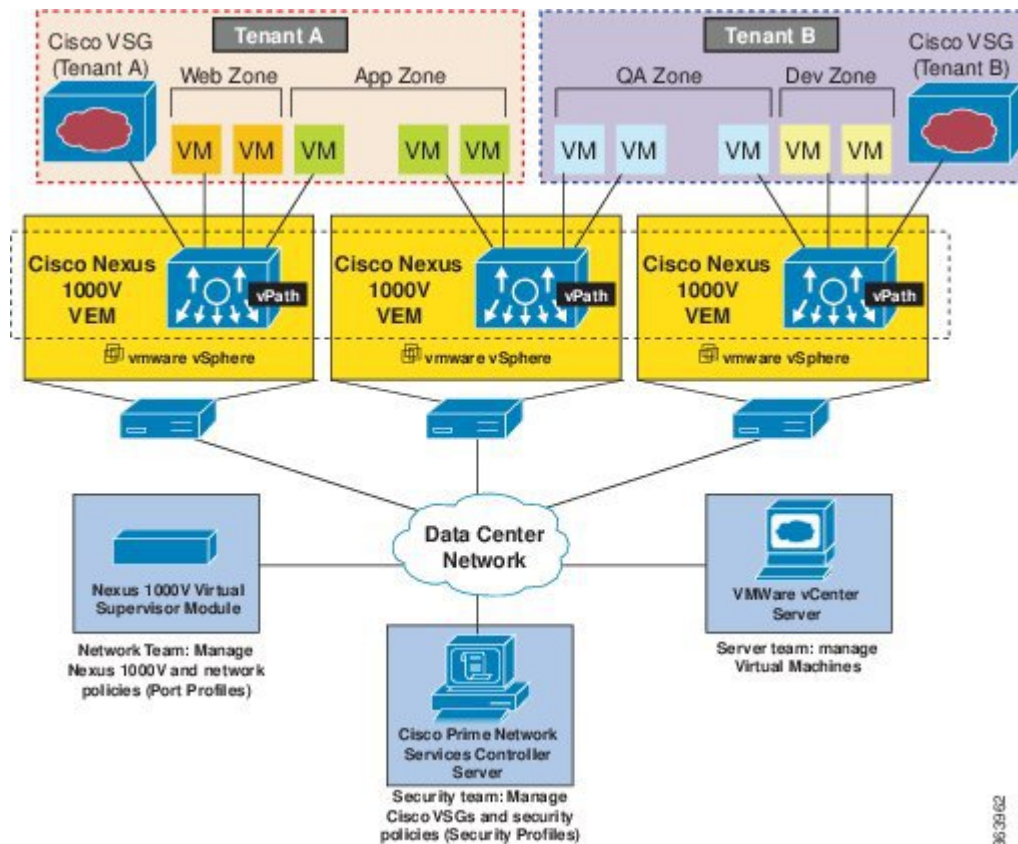 Tenant A
Tenant B
Cisco VSG
(Tenant A)
Web Zone
App Zone
QA Zone
Dev Zone
Cisco VSG
(Tenant B)
VM
VM
VM
VM
VM
VM
VM
VM
VM
VM
Cisco Nexus
1000V
VEM
vPath
vmware vSphere
Cisco Nexus
1000V
VEM
vPath
vmware vSphere
Cisco Nexus
1000V
VEM
vPath
vmware vSphere
Data Center
Network
Nexus 1000V Virtual
Supervisor Module
Network Team: Manage
Nexus 1000V and network
policies (Port Profiles)
VMWare vCenter
Server
Server team: manage
Virtual Machines
Cisco Prime Network
Services Controller
Server
Security team: Manage
Cisco VSGs and security
policies (Security Profiles)
363962